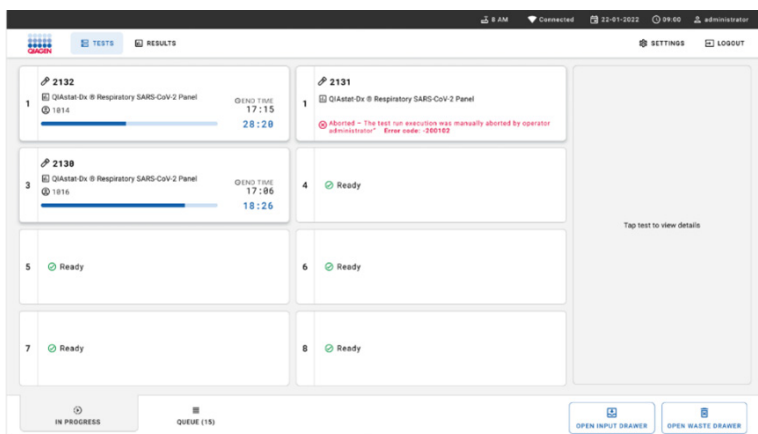 8 AM Connected 22-01-2022 09:00 administrator
QIAGEN TESTS RESULTS SETTINGS LOGOUT
1
2132
QIAstat-Dx ® Respiratory SARS-CoV-2 Panel
1014
END TIME
17:15
28:20
1
2131
QIAstat-Dx ® Respiratory SARS-CoV-2 Panel
Aborted – The test run execution was manually aborted by operator
administrator" Error code: -200102
3
2130
QIAstat-Dx ® Respiratory SARS-CoV-2 Panel
1016
END TIME
17:06
18:26
4 Ready
Tap test to view details
5 Ready
6 Ready
7 Ready
8 Ready
IN PROGRESS
QUEUE (15)
OPEN INPUT DRAWER
OPEN WASTE DRAWER